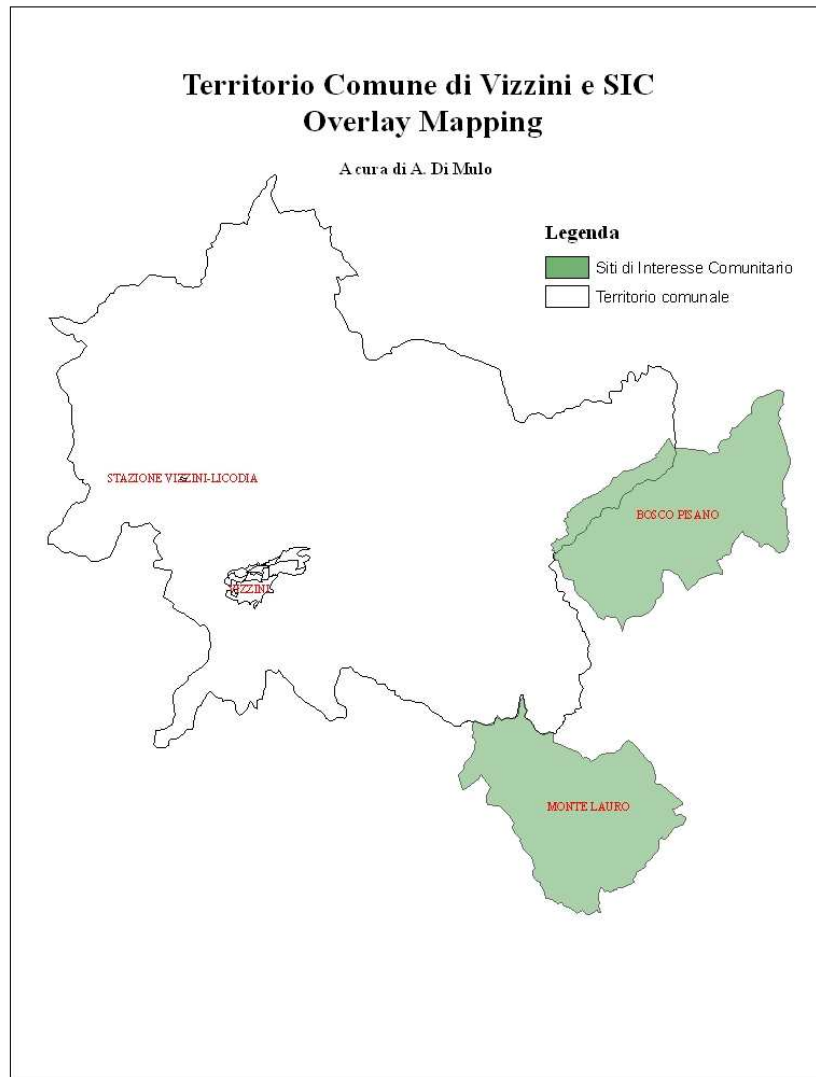 Territorio Comune di Vizzini e SIC
Overlay Mapping
A cura di A. Di Mulo
Legenda
Siti di Interesse Comunitario
Territorio comunale
STAZIONE VIZZINI-LICODIA
BOSCO PISANO
VIZZINI
MONTE LAURO